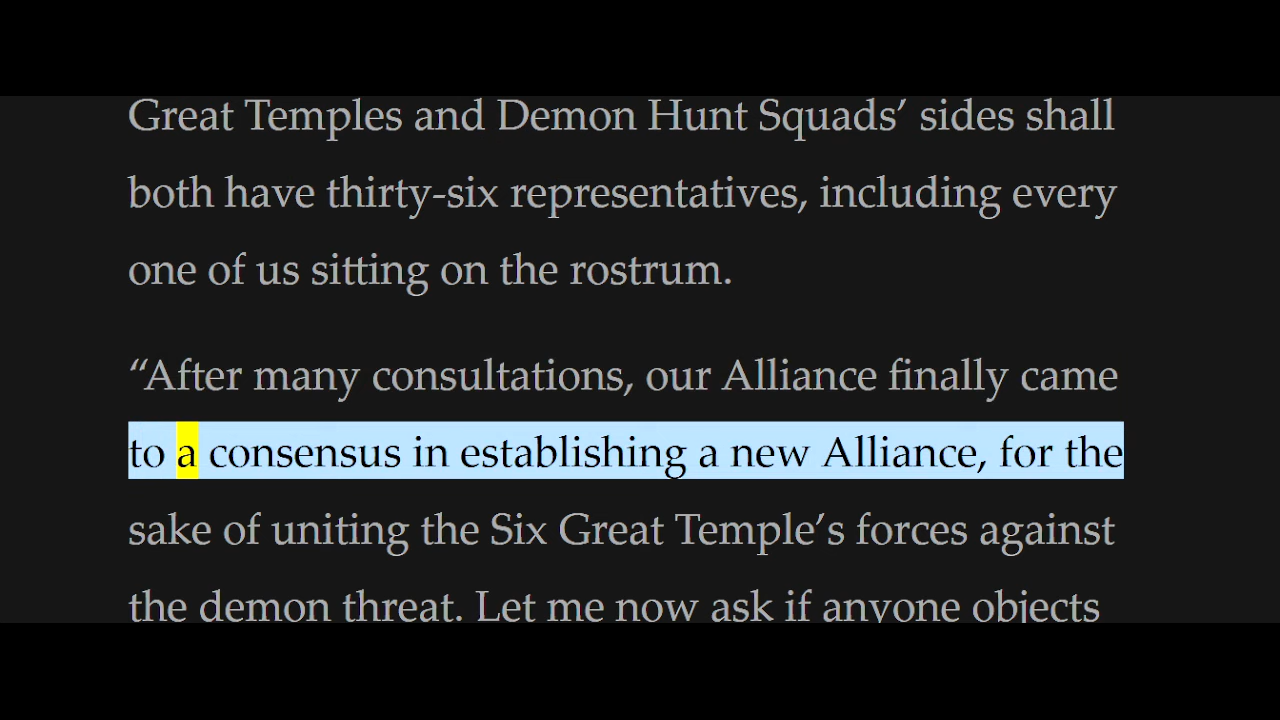 Great Temples and Demon Hunt Squads’ sides shall
both have thirty-six representatives, including every
one of us sitting on the rostrum.
“After many consultations, our Alliance finally came
to a consensus in establishing a new Alliance, for the
sake of uniting the Six Great Temple’s forces against
the demon threat. Let me now ask if anyone objects